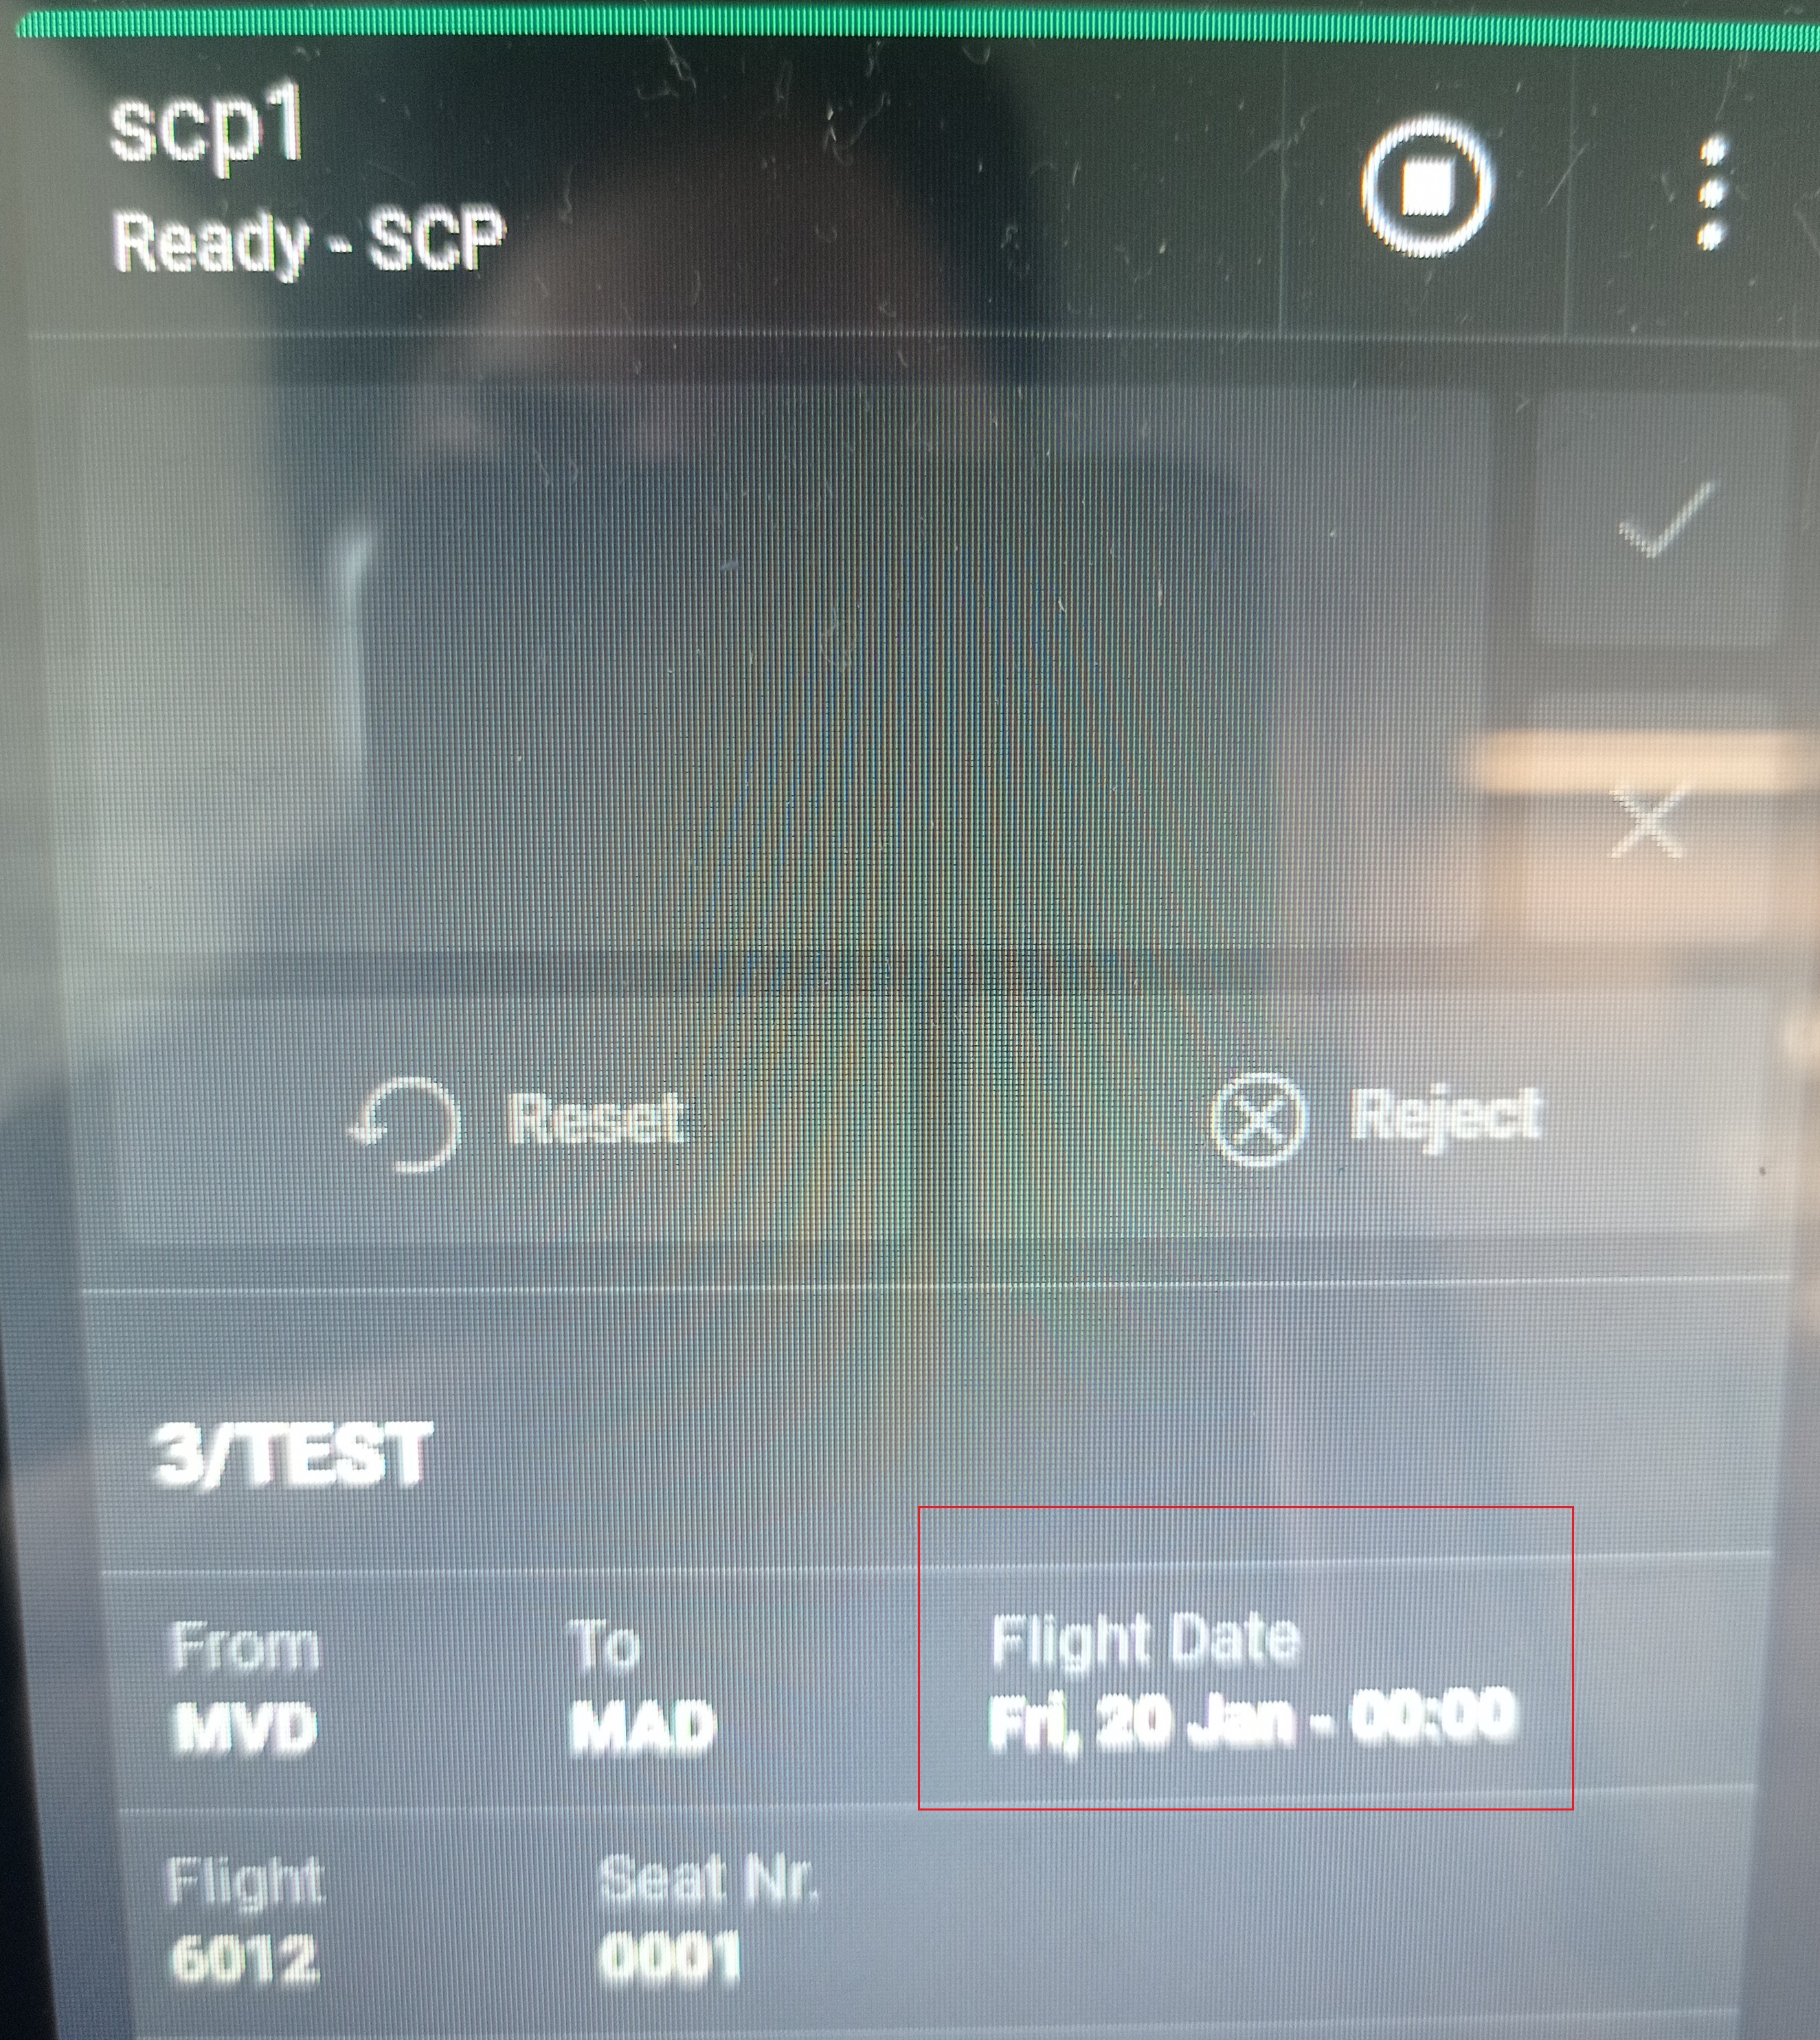 scp1
Ready - SCP
Reset
Reject
3/TEST
From
To
Flight Date
MVD
MAD
Fri, 20 Jan - 00:00
Flight
Seat Nr.
6012
0001